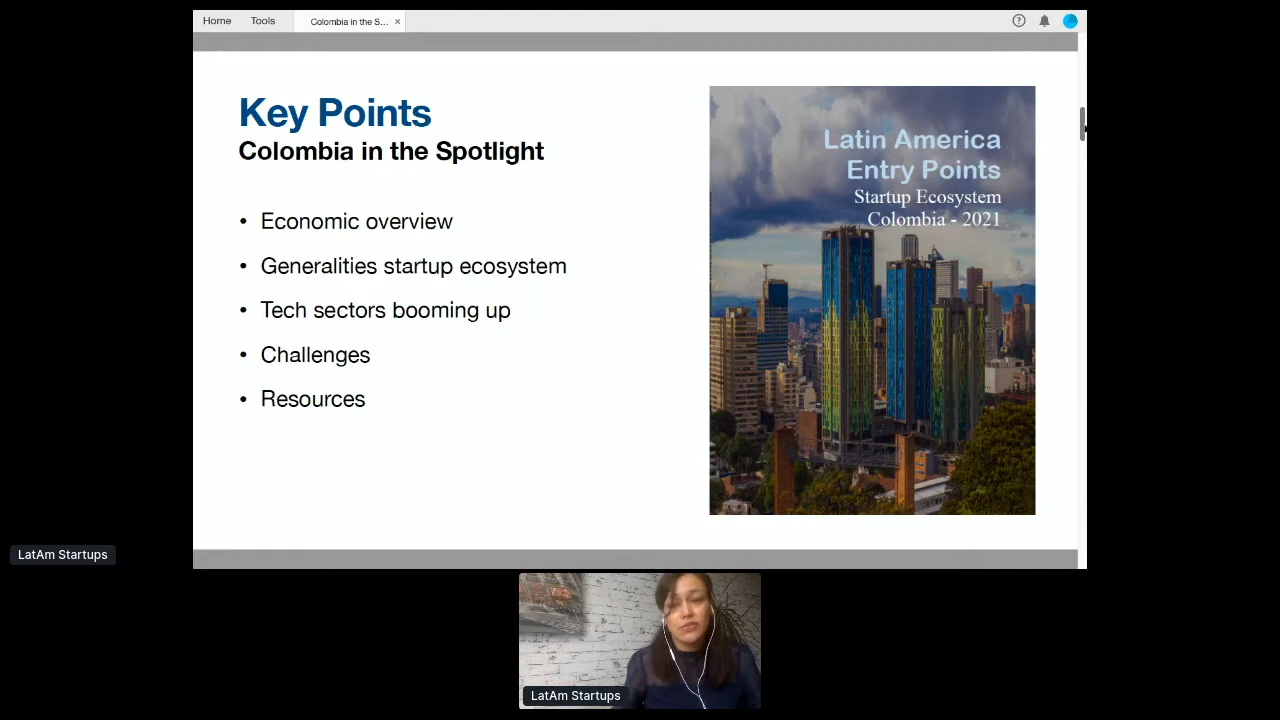 Home
Tools
Colombia in the S...
Key Points
Colombia in the Spotlight
• Economic overview
• Generalities startup ecosystem
• Tech sectors booming up
• Challenges
• Resources
Latin America
Entry Points
Startup Ecosystem
Colombia - 2021
LatAm Startups
LatAm Startups